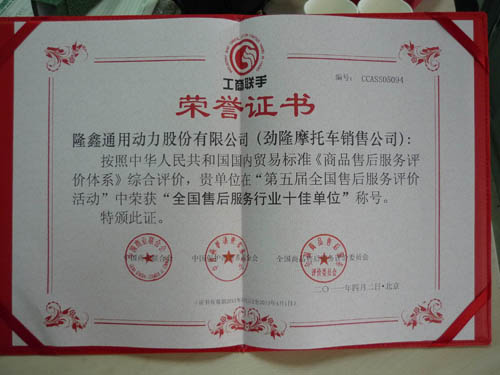 工商联手
编号: CCAS505094
荣誉证书
隆鑫通用动力股份有限公司(劲隆摩托车销售公司):
按照中华人民共和国国内贸易标准《商品售后服务评
价体系》综合评价,贵单位在“第五届全国售后服务评价
活动”中荣获“全国售后服务行业十佳单位”称号。
特颁此证。
二〇一一年四月二日·北京